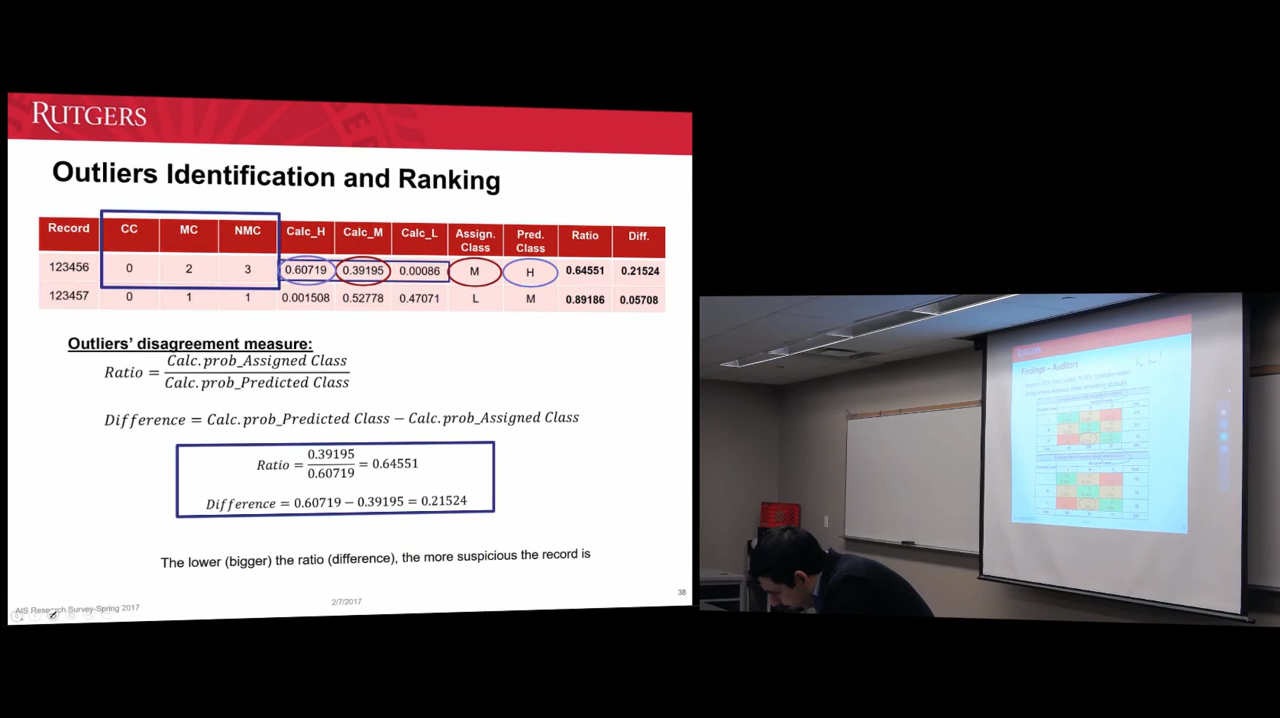 RUTGERS
Outliers Identification and Ranking
Record CC MC NMC Calc_H Calc_M Calc_L Assign. Class Pred. Class Ratio Diff.
123456 0 2 3 0.60719 0.39195 0.00086 M H 0.64551 0.21524
123457 0 1 1 0.001508 0.52778 0.47071 L M 0.89186 0.05708
Outliers' disagreement measure:
Ratio = Calc.prob_Assigned Class / Calc.prob_Predicted Class
Difference = Calc.prob_Predicted Class − Calc.prob_Assigned Class
Ratio = 0.39195 / 0.60719 = 0.64551
Difference = 0.60719 − 0.39195 = 0.21524
The lower (bigger) the ratio (difference), the more suspicious the record is
AIS Research Survey-Spring 2017
2/7/2017
38
Findings – Auditors